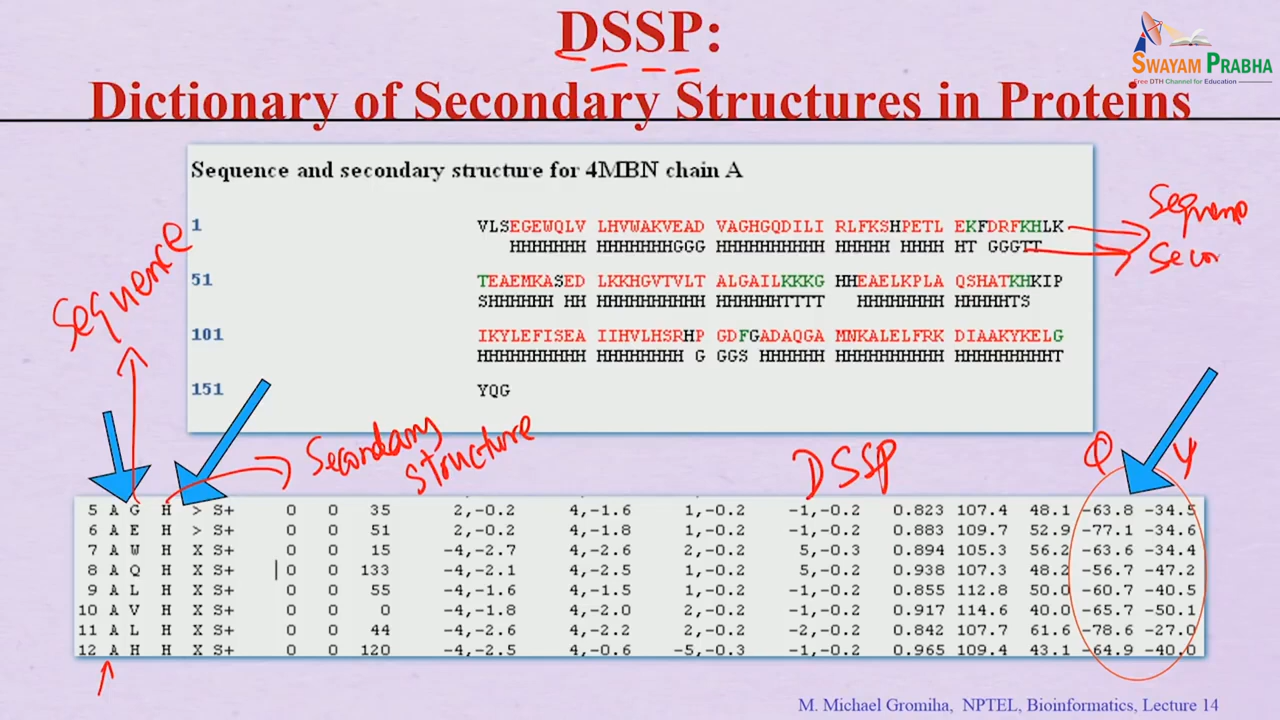 DSSP:
SWAYAM PRABHA
Free DTH Channel for Education
Dictionary of Secondary Structures in Proteins
Sequence and secondary structure for 4MBN chain A
1 VLSEGEWQLV LHVWAKVEAD VAGHGQDILI RLFKSHPETL EKFDRFKHLK
HHHHHHH HHHHHHHGGG HHHHHHHHHH HHHHH HHHH HT GGGTT
51 TEAEMKASED LKKHGVTVLT ALGAILKKKG HHEAELKPLA QSHATKHKIP
SHHHHHH HH HHHHHHHHHH HHHHHHTTTT HHHHHHHH HHHHHTS
101 IKYLEFISEA IIHVLHSRHP GDFGADAQGA MNKALELFRK DIAAKYKELG
HHHHHHHHHH HHHHHHHH G GGS HHHHHH HHHHHHHHHH HHHHHHHHHT
151 YQG
Sequence
Secondary
structure
DSSP
Φ ψ
5 A G H > S+ 0 0 35 2,-0.2 4,-1.6 1,-0.2 -1,-0.2 0.823 107.4 48.1 -63.8 -34.5
6 A E H > S+ 0 0 51 2,-0.2 4,-1.8 1,-0.2 -1,-0.2 0.883 109.7 52.9 -77.1 -34.6
7 A W H X S+ 0 0 15 -4,-2.7 4,-2.6 2,-0.2 5,-0.3 0.894 105.3 56.2 -63.6 -34.4
8 A Q H X S+ 0 0 133 -4,-2.1 4,-2.5 1,-0.2 5,-0.2 0.938 107.3 48.2 -56.7 -47.2
9 A L H X S+ 0 0 55 -4,-1.6 4,-1.5 1,-0.2 -1,-0.2 0.855 112.8 50.0 -60.7 -40.5
10 A V H X S+ 0 0 0 -4,-1.8 4,-2.0 2,-0.2 -1,-0.2 0.917 114.6 40.0 -65.7 -50.1
11 A L H X S+ 0 0 44 -4,-2.6 4,-2.2 2,-0.2 -2,-0.2 0.842 107.7 61.6 -78.6 -27.0
12 A H H X S+ 0 0 120 -4,-2.5 4,-0.6 -5,-0.3 -1,-0.2 0.965 109.4 43.1 -64.9 -40.0
M. Michael Gromiha, NPTEL, Bioinformatics, Lecture 14